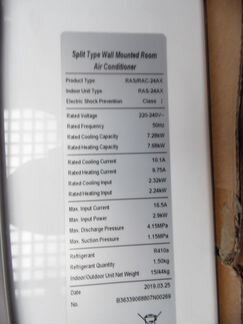 Split Type Wall Mounted Room
Air Conditioner
Product Type RAS/RAC-24AX
Indoor Unit Type RAS-24AX
Electric Shock Prevention Class I
Rated Voltage 220-240V~
Rated Frequency 50Hz
Rated Cooling Capacity 7.28kW
Rated Heating Capacity 7.68kW
Rated Cooling Current 10.1A
Rated Heating Current 9.75A
Rated Cooling Input 2.32kW
Rated Heating Input 2.24kW
Max. Input Current 16.5A
Max. Input Power 2.9kW
Max. Discharge Pressure 4.15MPa
Max. Suction Pressure 1.15MPa
Refrigerant R410a
Refrigerant Quantity 1.50kg
Indoor/Outdoor Unit Net Weight 15/44kg
Date 2019.03.25
No. B36339068807N00269